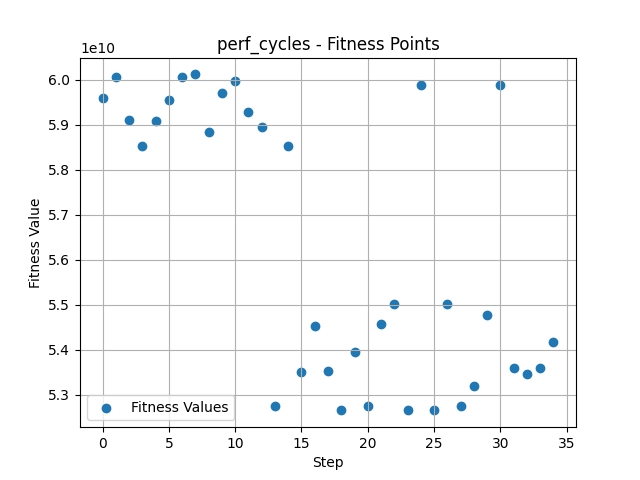 perf_cycles - Fitness Points
1e10
6.0
5.9
5.8
5.7
5.6
5.5
5.4
5.3
Fitness Value
Fitness Values
0 5 10 15 20 25 30 35
Step